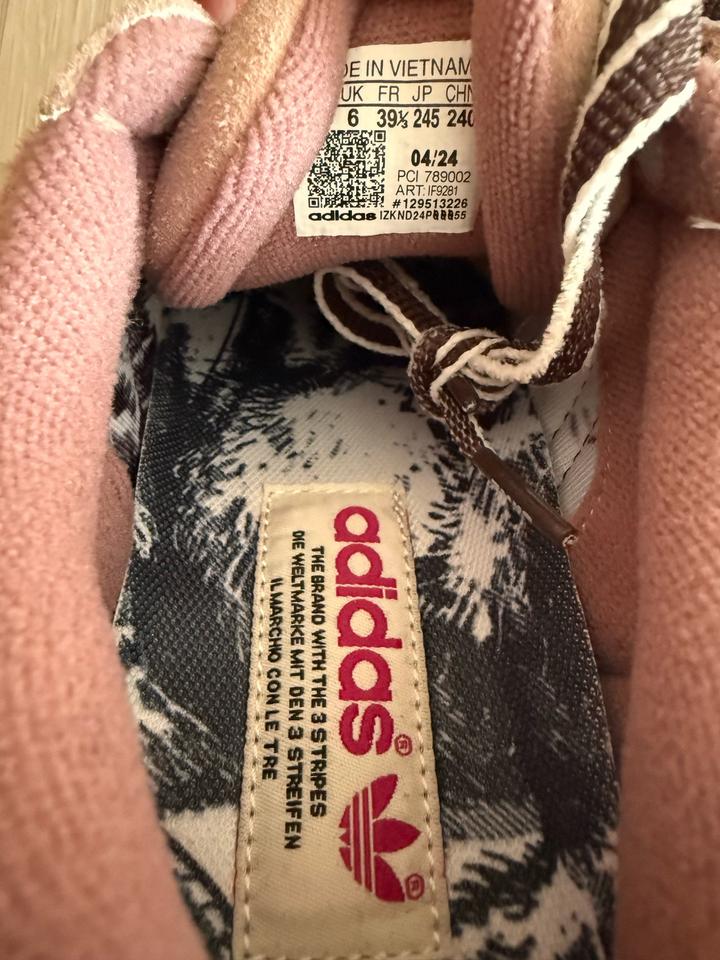 DE IN VIETNAM
UK FR JP CHN
6 39⅓ 245 240
04/24
PCI 789002
ART: IF9281
#129513226
adidas IZKND24P
adidas®
THE BRAND WITH THE 3 STRIPES
DIE WELTMARKE MIT DEN 3 STREIFEN
IL MARCHIO CON LE TRE
®